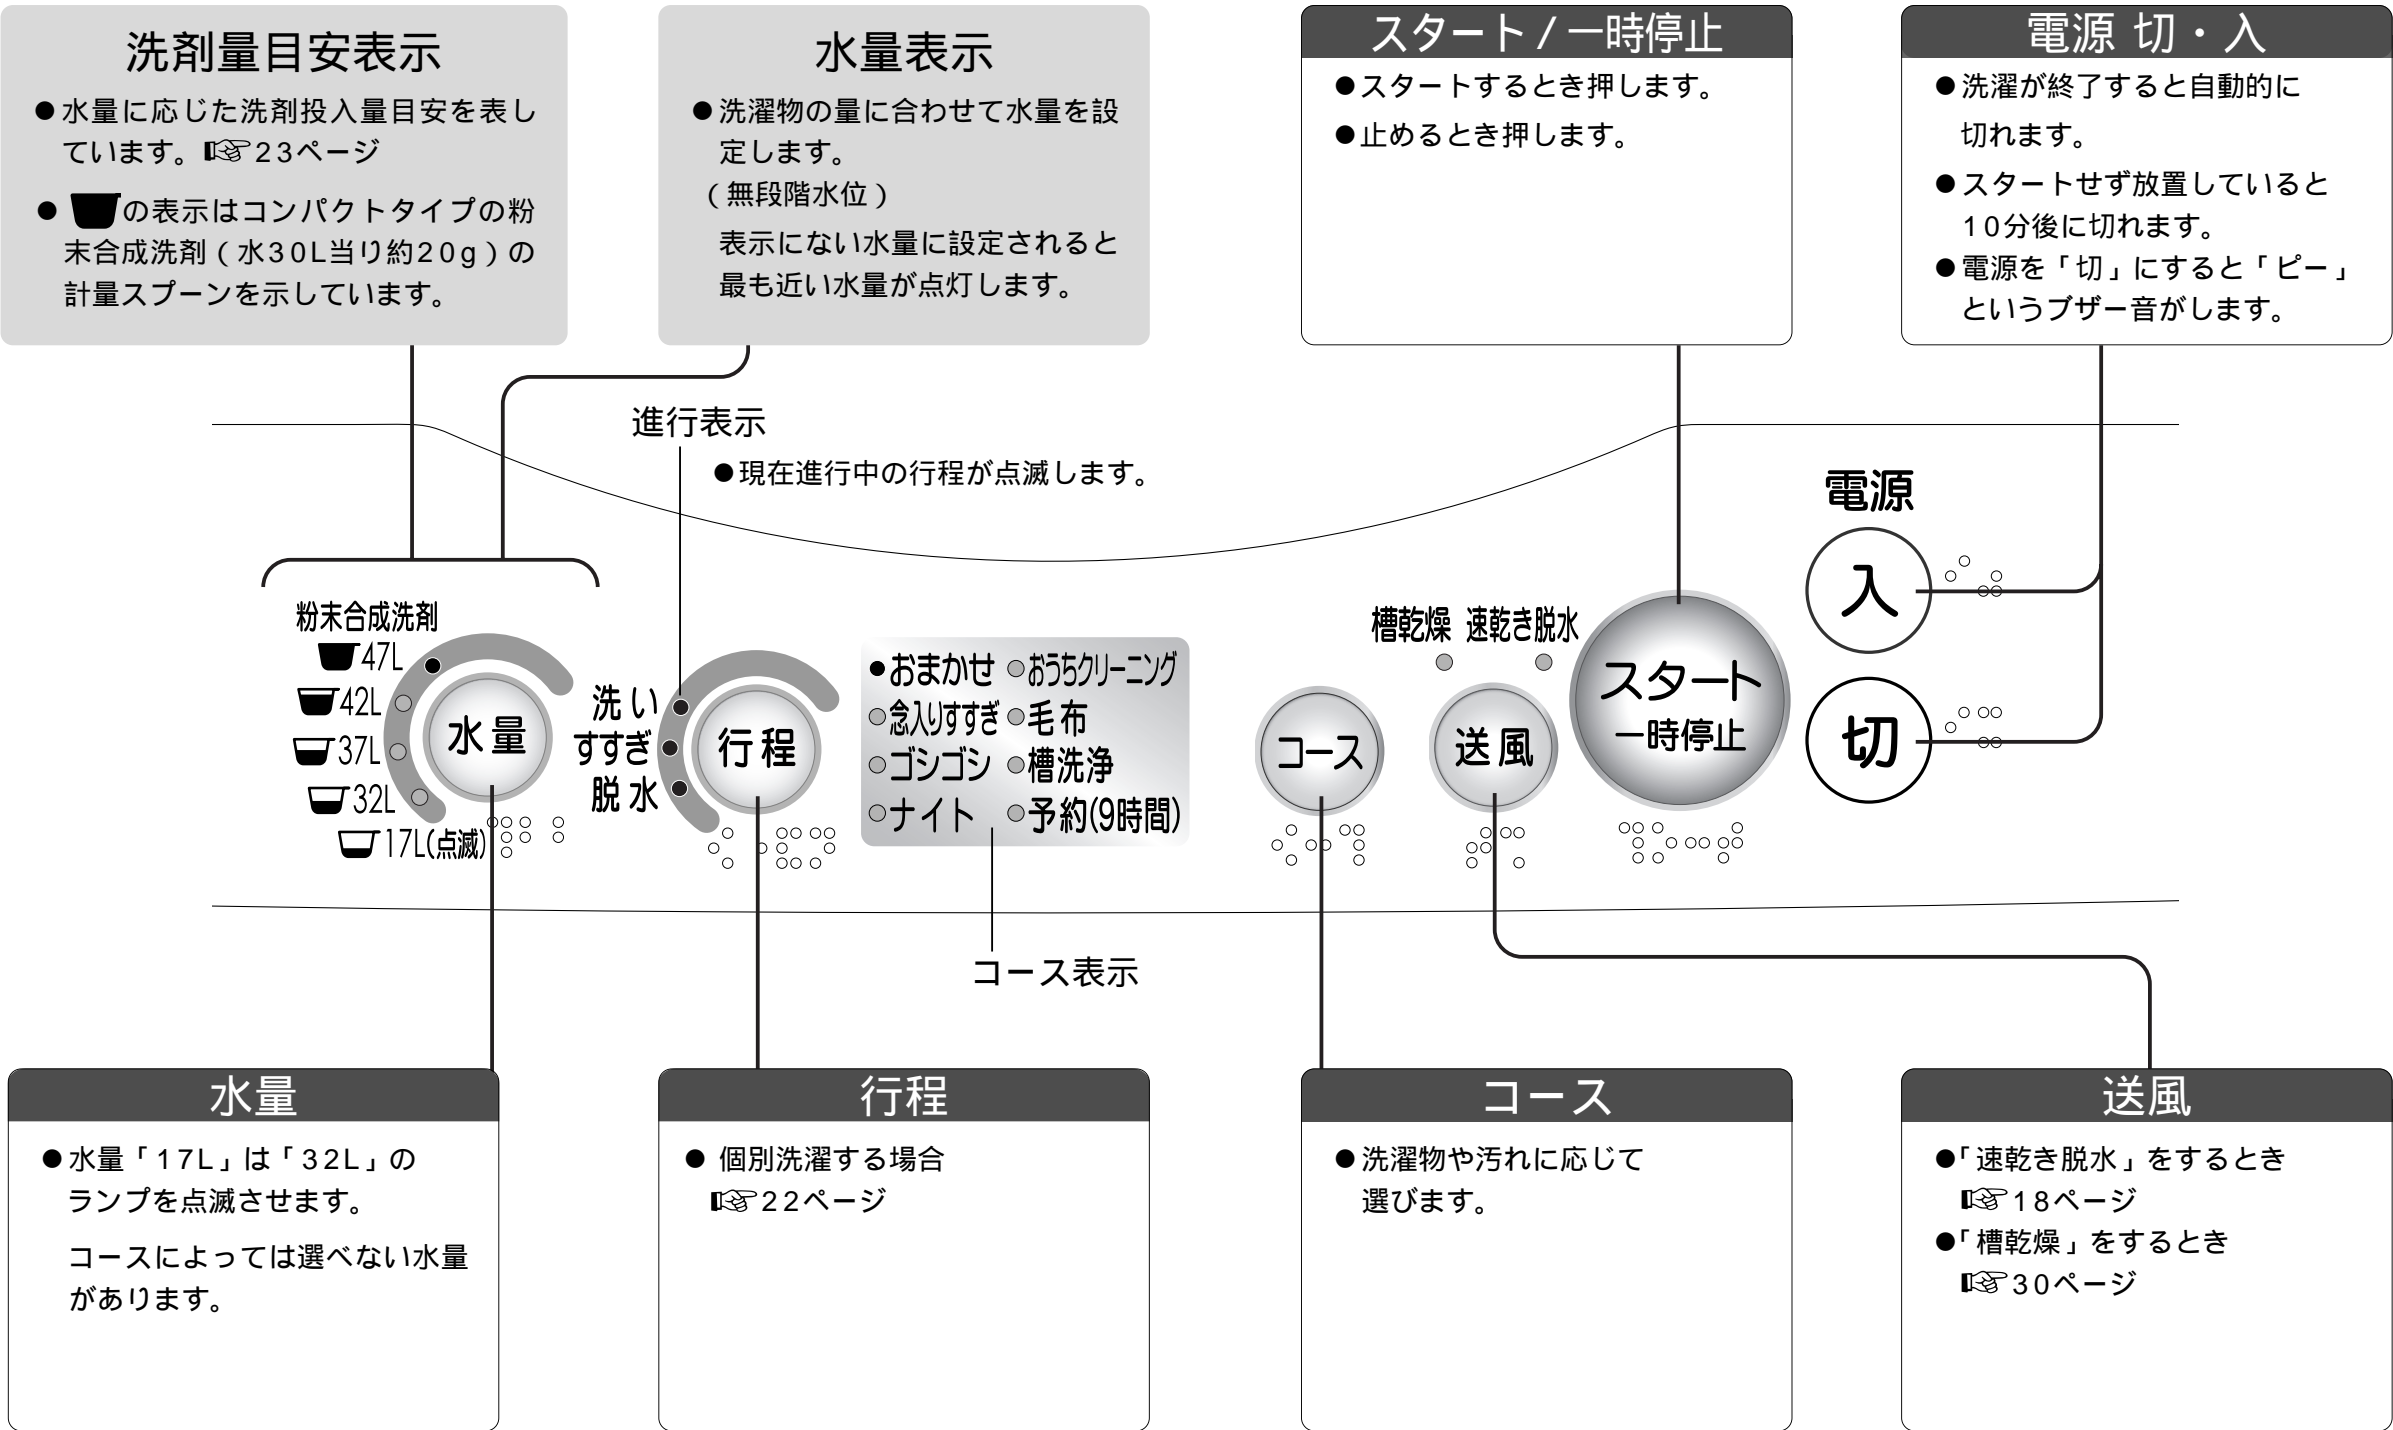 洗剤量目安表示
●水量に応じた洗剤投入量目安を表し
ています。☞23ページ
●の表示はコンパクトタイプの粉
末合成洗剤（水30L当り約20g）の
計量スプーンを示しています。
水量表示
●洗濯物の量に合わせて水量を設
定します。
（無段階水位）
表示にない水量に設定されると
最も近い水量が点灯します。
スタート/一時停止
●スタートするとき押します。
●止めるとき押します。
電源 切・入
●洗濯が終了すると自動的に
切れます。
●スタートせず放置していると
10分後に切れます。
●電源を「切」にすると「ピー」
というブザー音がします。
進行表示
●現在進行中の行程が点滅します。
粉末合成洗剤
47L
42L
37L
32L
17L(点滅)
水量
洗い
すすぎ
脱水
行程
●おまかせ ○おうちクリーニング
○念入りすすぎ ○毛布
○ゴシゴシ ○槽洗浄
○ナイト ○予約(9時間)
コース表示
コース
槽乾燥 速乾き脱水
送風
スタート
一時停止
電源
入
切
水量
●水量「17L」は「32L」の
ランプを点滅させます。
コースによっては選べない水量
があります。
行程
●個別洗濯する場合
☞22ページ
コース
●洗濯物や汚れに応じて
選びます。
送風
●「速乾き脱水」をするとき
☞18ページ
●「槽乾燥」をするとき
☞30ページ